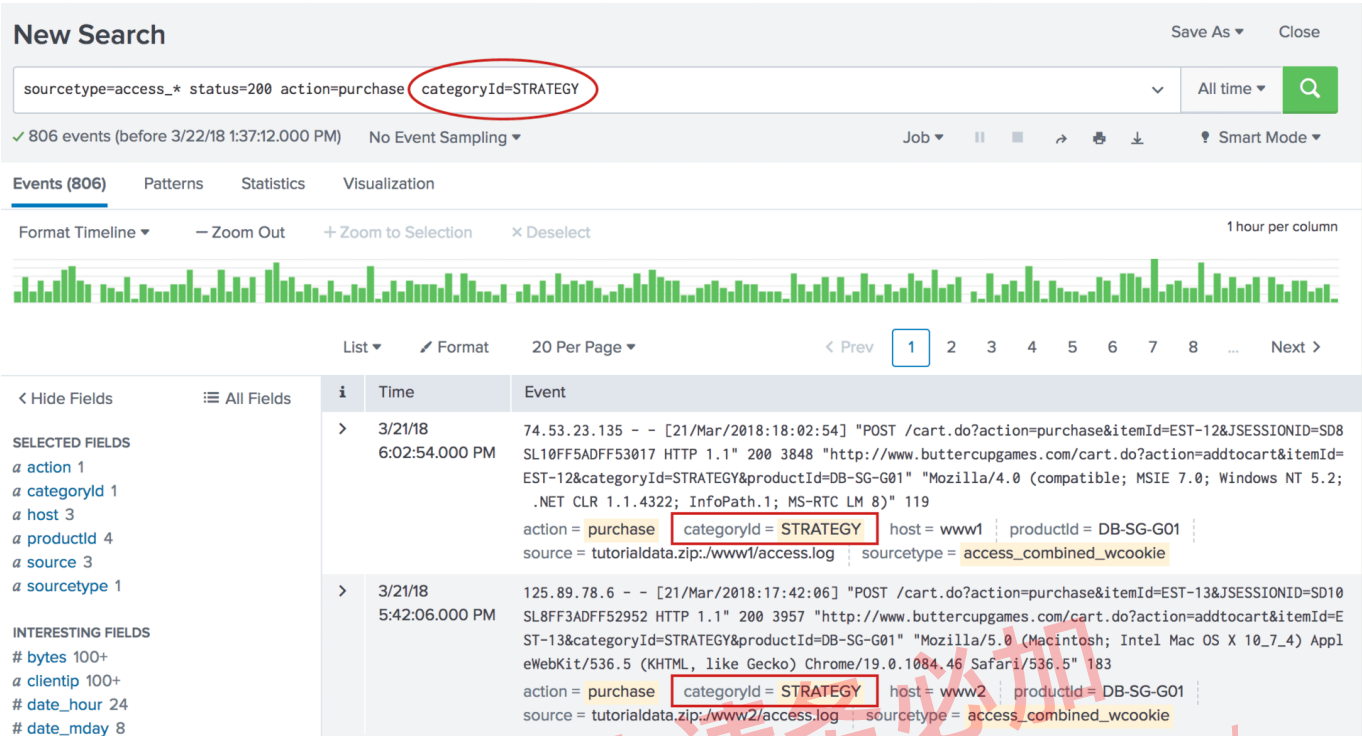 New Search
Save As Close
sourcetype=access_* status=200 action=purchase categoryId=STRATEGY
All time
806 events (before 3/22/18 1:37:12.000 PM) No Event Sampling
Job Smart Mode
Events (806) Patterns Statistics Visualization
Format Timeline — Zoom Out + Zoom to Selection × Deselect
1 hour per column
List Format 20 Per Page
< Prev 1 2 3 4 5 6 7 8 ... Next >
< Hide Fields All Fields
SELECTED FIELDS
a action 1
a categoryId 1
a host 3
a productId 4
a source 3
a sourcetype 1
INTERESTING FIELDS
# bytes 100+
a clientip 100+
# date_hour 24
# date_mday 8
i Time Event
> 3/21/18
6:02:54.000 PM
74.53.23.135 - - [21/Mar/2018:18:02:54] "POST /cart.do?action=purchase&itemId=EST-12&JSESSIONID=SD8
SL10FF5ADFF53017 HTTP 1.1" 200 3848 "http://www.buttercupgames.com/cart.do?action=addtocart&itemId=
EST-12&categoryId=STRATEGY&productId=DB-SG-G01" "Mozilla/4.0 (compatible; MSIE 7.0; Windows NT 5.2;
.NET CLR 1.1.4322; InfoPath.1; MS-RTC LM 8)" 119
action = purchase categoryId = STRATEGY host = www1 productId = DB-SG-G01
source = tutorialdata.zip:./www1/access.log sourcetype = access_combined_wcookie
> 3/21/18
5:42:06.000 PM
125.89.78.6 - - [21/Mar/2018:17:42:06] "POST /cart.do?action=purchase&itemId=EST-13&JSESSIONID=SD10
SL8FF3ADFF52952 HTTP 1.1" 200 3957 "http://www.buttercupgames.com/cart.do?action=addtocart&itemId=E
ST-13&categoryId=STRATEGY&productId=DB-SG-G01" "Mozilla/5.0 (Macintosh; Intel Mac OS X 10_7_4) Appl
eWebKit/536.5 (KHTML, like Gecko) Chrome/19.0.1084.46 Safari/536.5" 183
action = purchase categoryId = STRATEGY host = www2 productId = DB-SG-G01
source = tutorialdata.zip:./www2/access.log sourcetype = access_combined_wcookie
必加